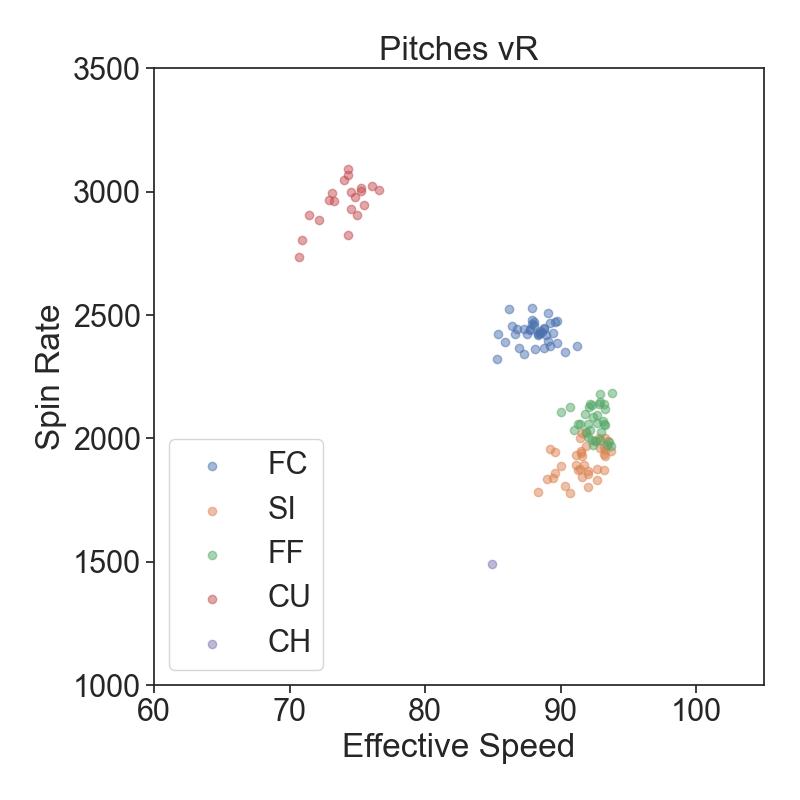 Pitches vR
3500
3000
2500
2000
1500
1000
Spin Rate
FC
SI
FF
CU
CH
60 70 80 90 100
Effective Speed